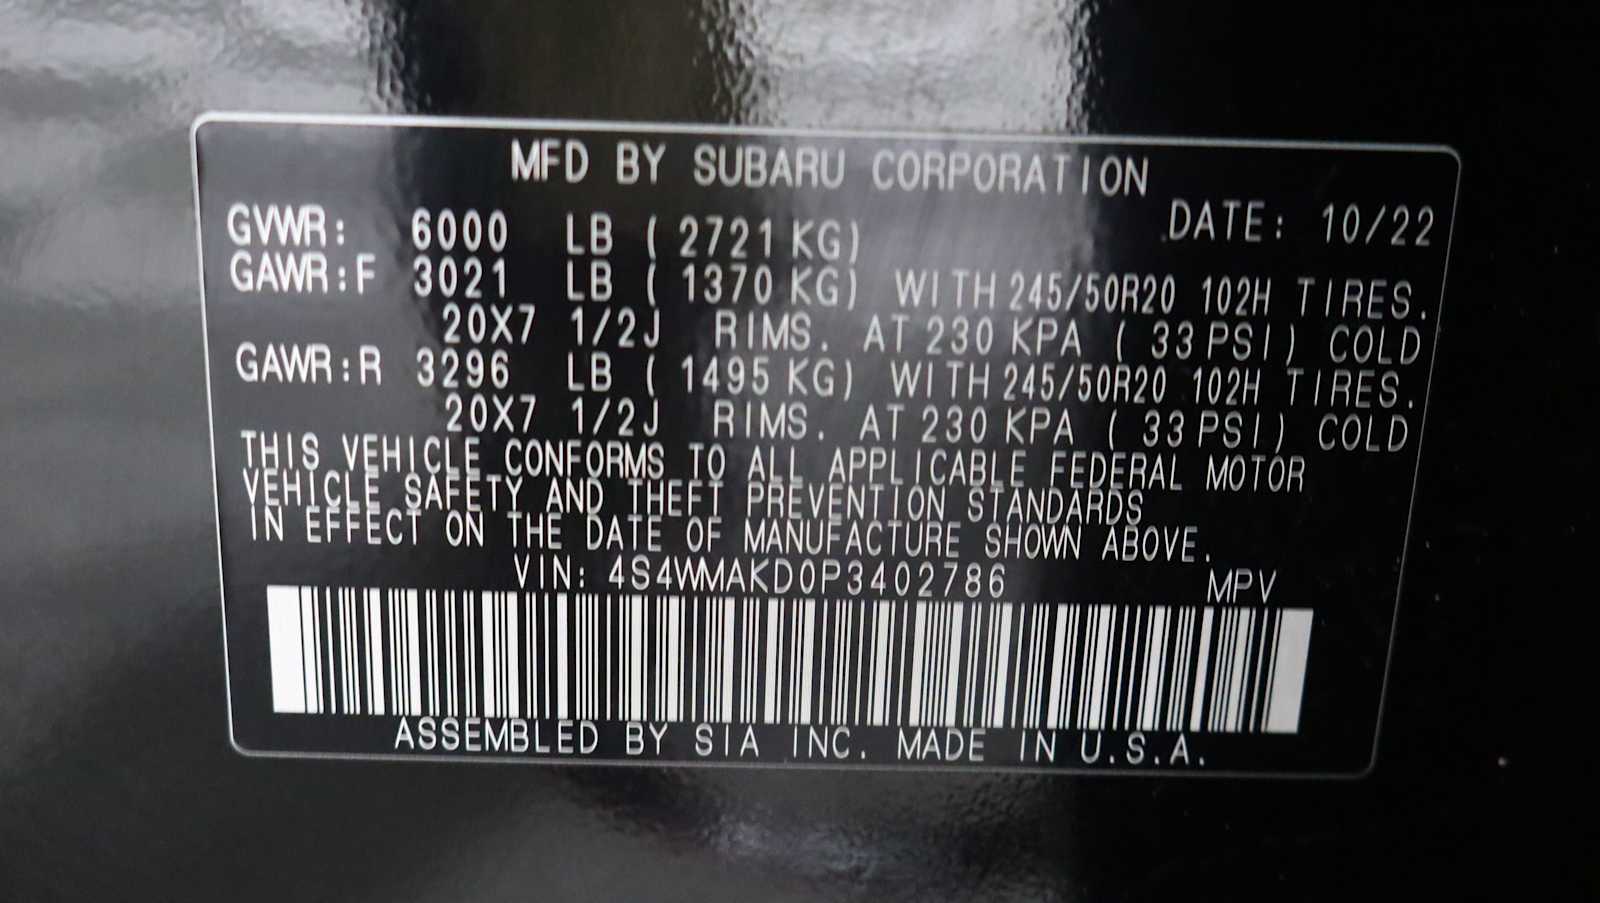 MFD BY SUBARU CORPORATION
DATE: 10/22
GVWR: 6000 LB ( 2721 KG)
GAWR:F 3021 LB ( 1370 KG) WITH 245/50R20 102H TIRES.
20X7 1/2J RIMS. AT 230 KPA ( 33 PSI) COLD
GAWR:R 3296 LB ( 1495 KG) WITH 245/50R20 102H TIRES.
20X7 1/2J RIMS. AT 230 KPA ( 33 PSI) COLD
THIS VEHICLE CONFORMS TO ALL APPLICABLE FEDERAL MOTOR
VEHICLE SAFETY AND THEFT PREVENTION STANDARDS
IN EFFECT ON THE DATE OF MANUFACTURE SHOWN ABOVE.
VIN: 4S4WMAKD0P3402786 MPV
ASSEMBLED BY SIA INC. MADE IN U.S.A.